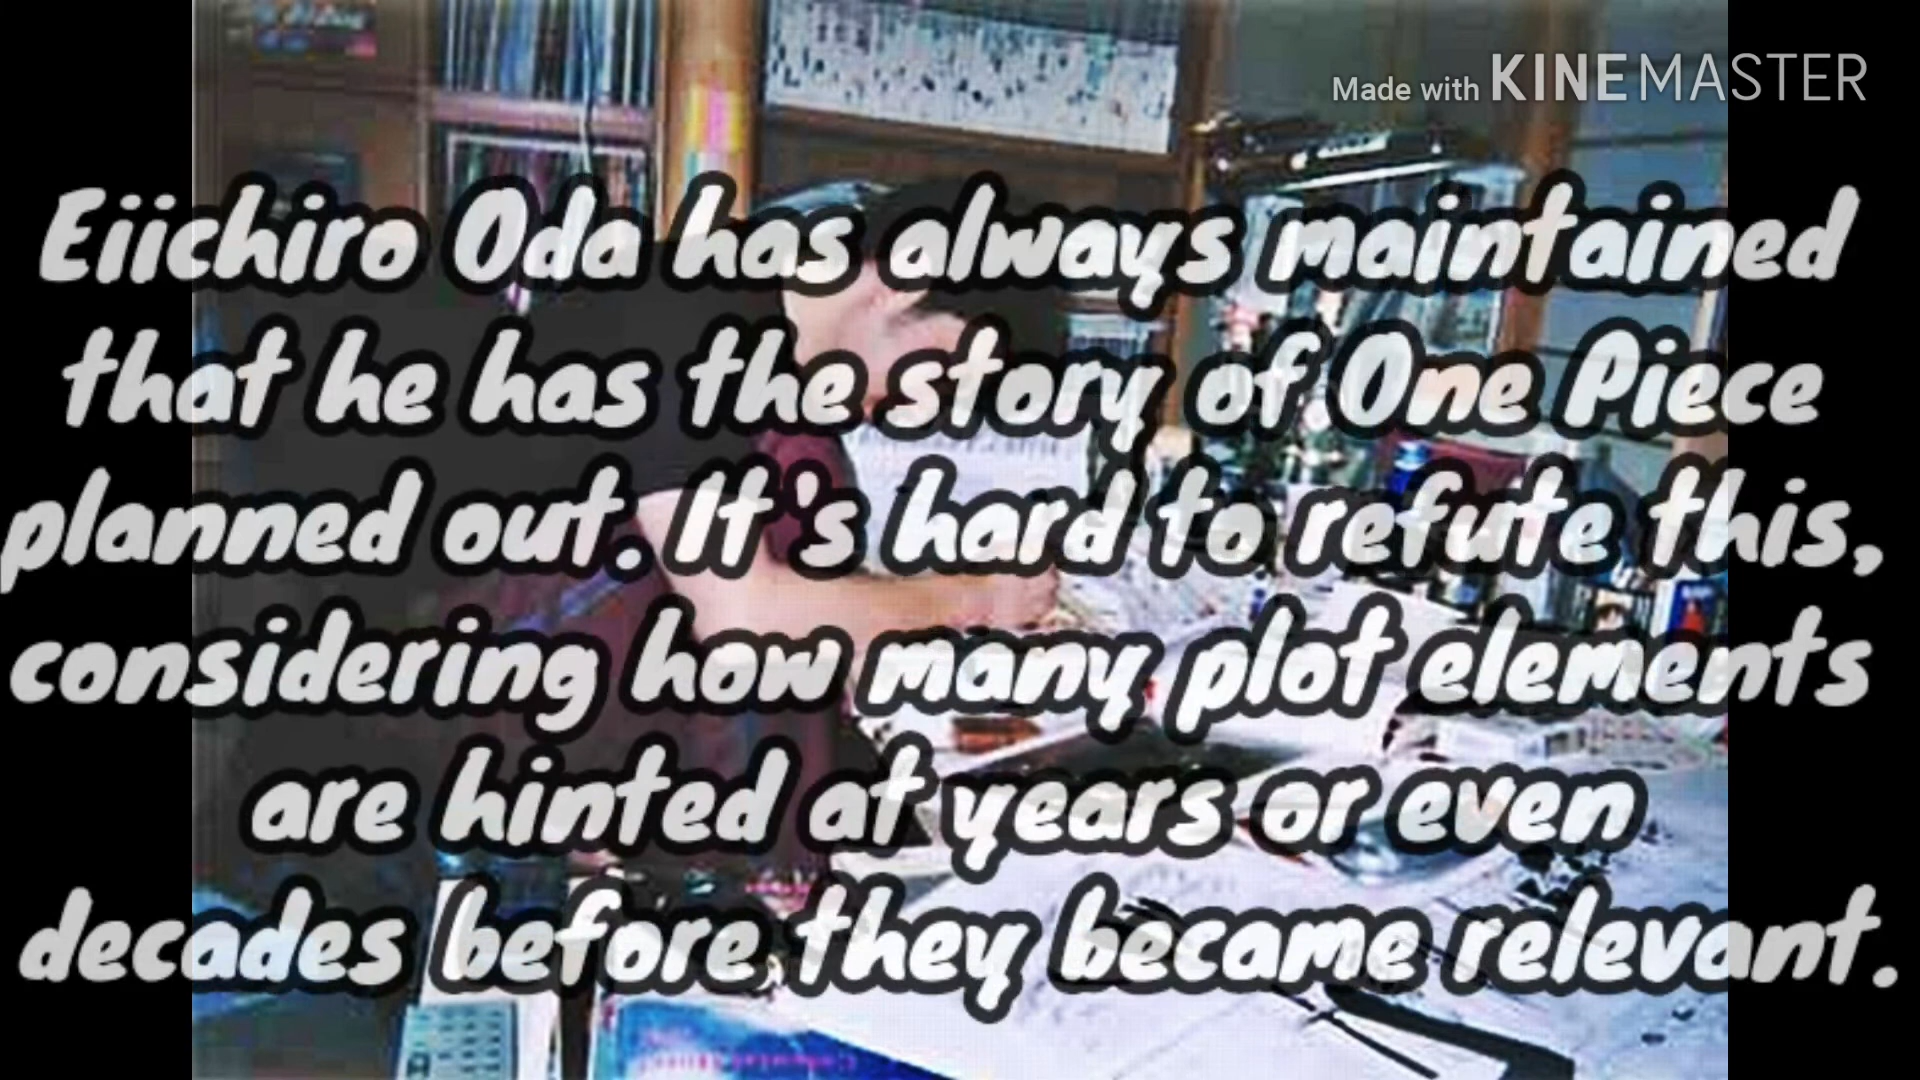 Made with KINEMASTER
Eiichiro Oda has always maintained
that he has the story of One Piece
planned out. It's hard to refute this,
considering how many plot elements
are hinted at years or even
decades before they became relevant.